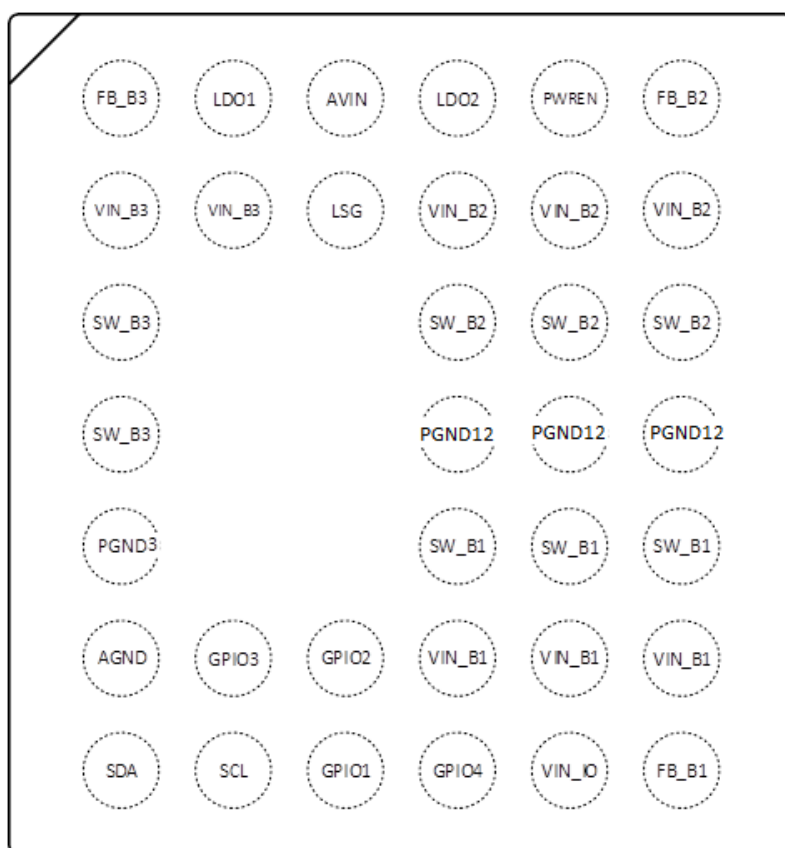 FB_B3 LDO1 AVIN LDO2 PWREN FB_B2
VIN_B3 VIN_B3 LSG VIN_B2 VIN_B2 VIN_B2
SW_B3 SW_B2 SW_B2 SW_B2
SW_B3 PGND12 PGND12 PGND12
PGND3 SW_B1 SW_B1 SW_B1
AGND GPIO3 GPIO2 VIN_B1 VIN_B1 VIN_B1
SDA SCL GPIO1 GPIO4 VIN_IO FB_B1